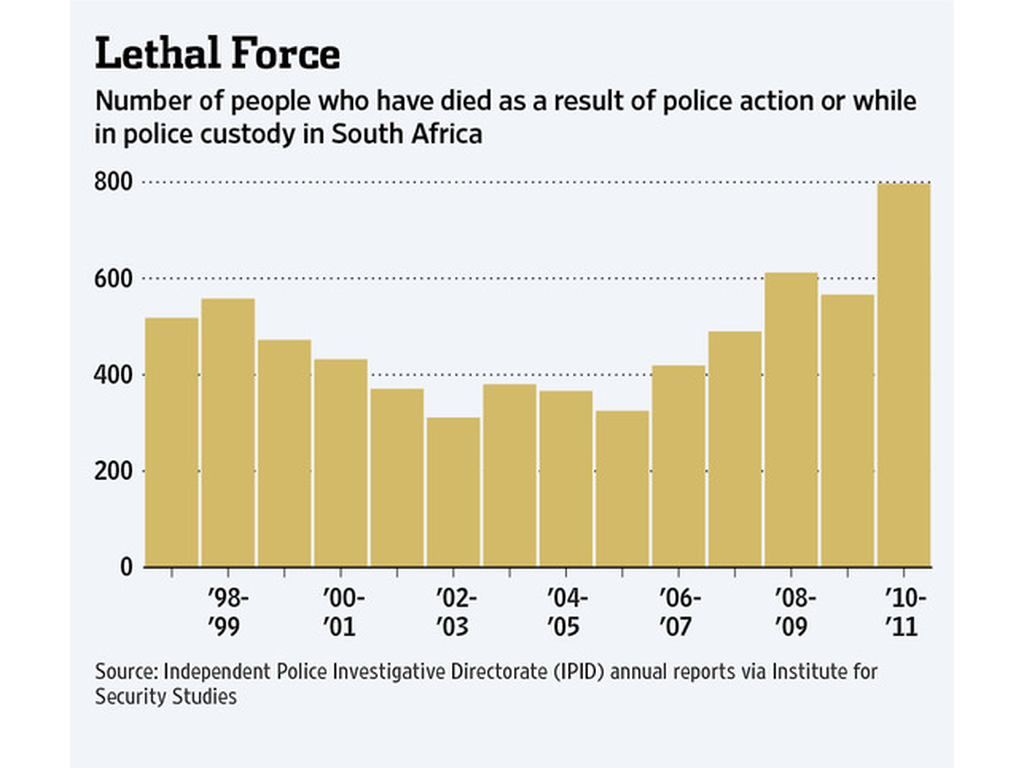 Lethal Force
Number of people who have died as a result of police action or while
in police custody in South Africa
800
600
400
200
0
’98- ’00- ’02- ’04- ’06- ’08- ’10-
’99 ’01 ’03 ’05 ’07 ’09 ’11
Source: Independent Police Investigative Directorate (IPID) annual reports via Institute for
Security Studies